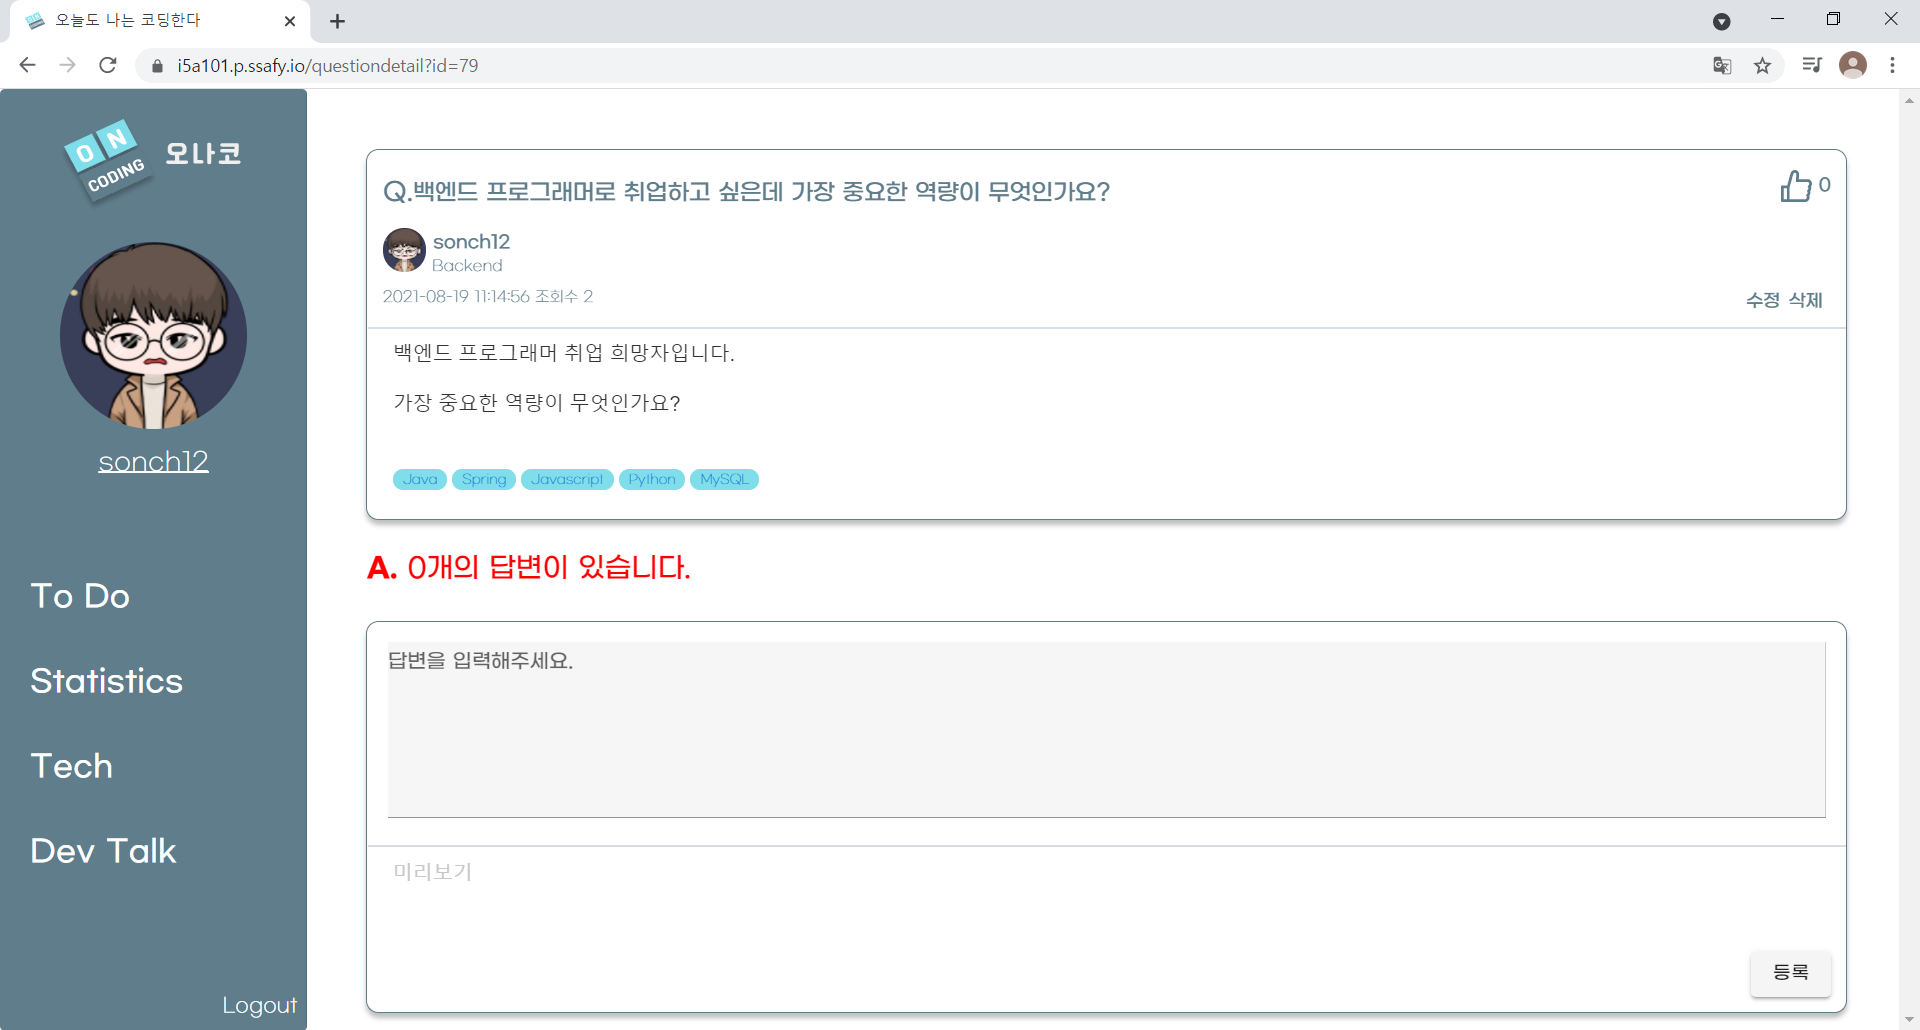 오늘도 나는 코딩한다
i5a101.p.ssafy.io/questiondetail?id=79
ON
CODING
오나코
sonch12
To Do
Statistics
Tech
Dev Talk
Logout
Q.백엔드 프로그래머로 취업하고 싶은데 가장 중요한 역량이 무엇인가요?
0
sonch12
Backend
2021-08-19 11:14:56 조회수 2
수정 삭제
백엔드 프로그래머 취업 희망자입니다.
가장 중요한 역량이 무엇인가요?
Java Spring Javascript Python MySQL
A. 0개의 답변이 있습니다.
답변을 입력해주세요.
미리보기
등록